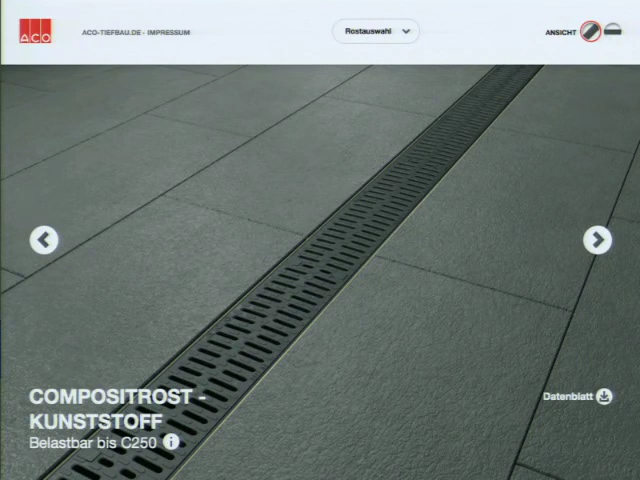 ACO
ACO-TIEFBAU.DE - IMPRESSUM
Rostauswahl
ANSICHT
COMPOSITROST -
KUNSTSTOFF
Belastbar bis C250 i
Datenblatt